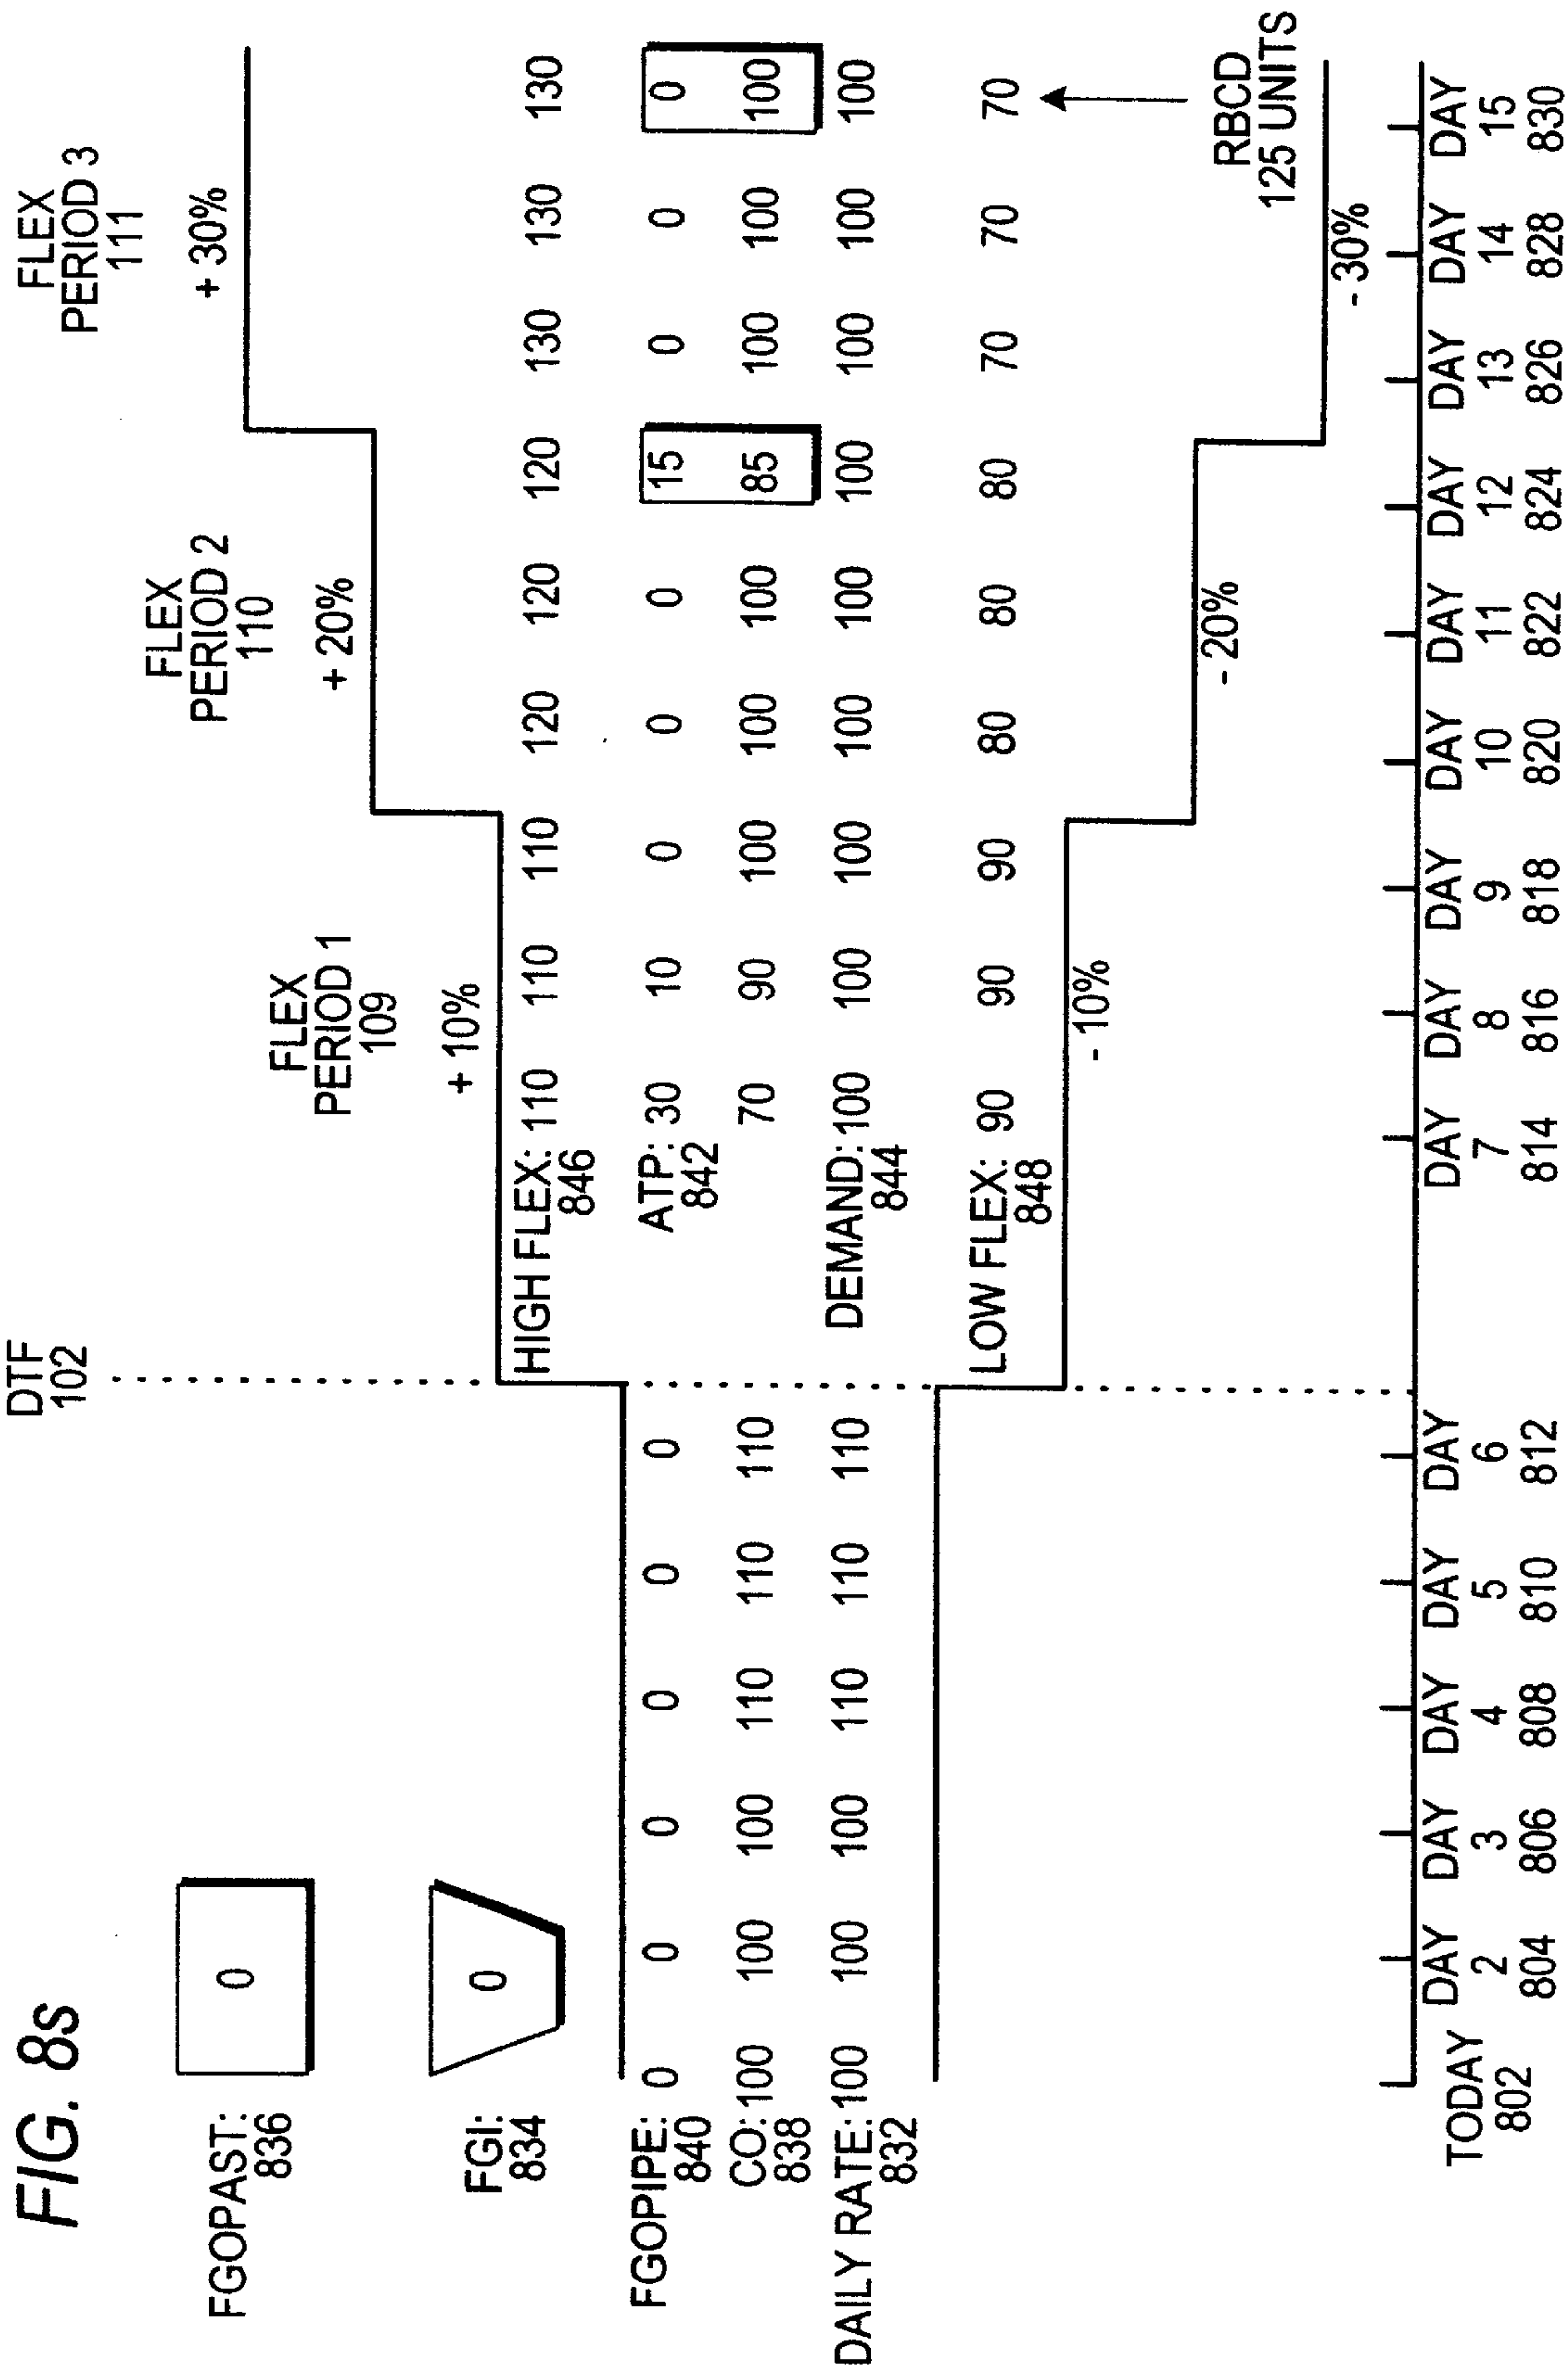 FIG. 8s
DTF
102
FLEX
PERIOD 3
111
+ 30%
FLEX
PERIOD 2
110
+ 20%
FLEX
PERIOD 1
109
+ 10%
FGOPAST:
836
0
FGI:
834
0
HIGH FLEX: 110 110 110 120 120 120 130 130 130
846
FGOPIPE: 0 0 0 0 0 0
840
ATP: 30 10 0 0 0 15 0 0 0
842
CO: 100 100 100 110 110 110 70 90 100 100 100 85 100 100 100
838
DAILY RATE: 100 100 100 110 110 110
832
DEMAND: 100 100 100 100 100 100 100 100 100
844
LOW FLEX: 90 90 90 80 80 80 70 70 70
848
- 10%
- 20%
- 30%
RBCD
125 UNITS
TODAY
802
DAY
2
804
DAY
3
806
DAY
4
808
DAY
5
810
DAY
6
812
DAY
7
814
DAY
8
816
DAY
9
818
DAY
10
820
DAY
11
822
DAY
12
824
DAY
13
826
DAY
14
828
DAY
15
830